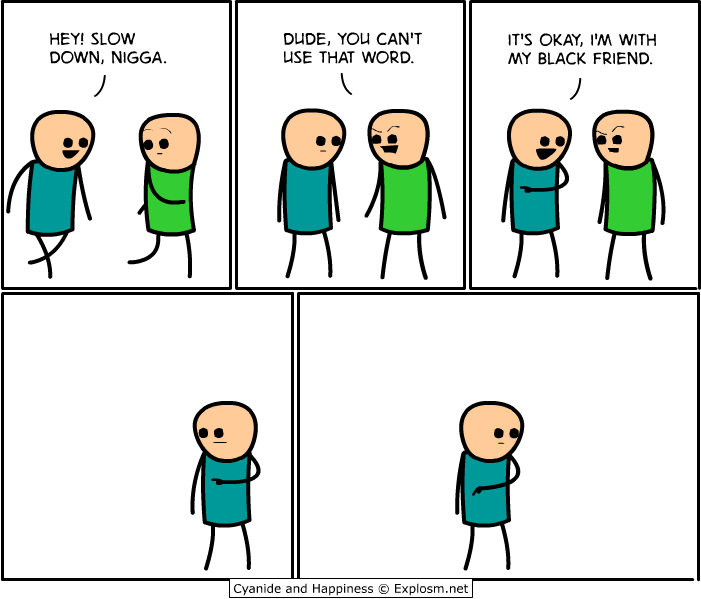 HEY! SLOW
DOWN, NIGGA.
DUDE, YOU CAN'T
USE THAT WORD.
IT'S OKAY, I'M WITH
MY BLACK FRIEND.
Cyanide and Happiness © Explosm.net